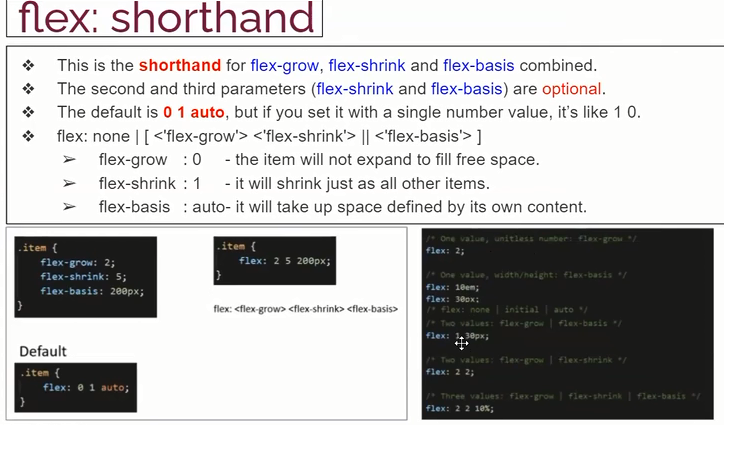 flex: shorthand
❖ This is the shorthand for flex-grow, flex-shrink and flex-basis combined.
❖ The second and third parameters (flex-shrink and flex-basis) are optional.
❖ The default is 0 1 auto, but if you set it with a single number value, it’s like 1 0.
❖ flex: none | [ <'flex-grow'> <'flex-shrink'> || <'flex-basis'> ]
➢ flex-grow : 0 - the item will not expand to fill free space.
➢ flex-shrink : 1 - it will shrink just as all other items.
➢ flex-basis : auto- it will take up space defined by its own content.
.item {
flex-grow: 2;
flex-shrink: 5;
flex-basis: 200px;
}
.item {
flex: 2 5 200px;
}
flex: <flex-grow> <flex-shrink> <flex-basis>
Default
.item {
flex: 0 1 auto;
}
/* One value, unitless number: flex-grow */
flex: 2;
/* One value, width/height: flex-basis */
flex: 10em;
flex: 30px;
/* flex: none | initial | auto */
/* Two values: flex-grow | flex-basis */
flex: 1 30px;
/* Two values: flex-grow | flex-shrink */
flex: 2 2;
/* Three values: flex-grow | flex-shrink | flex-basis */
flex: 2 2 10%;